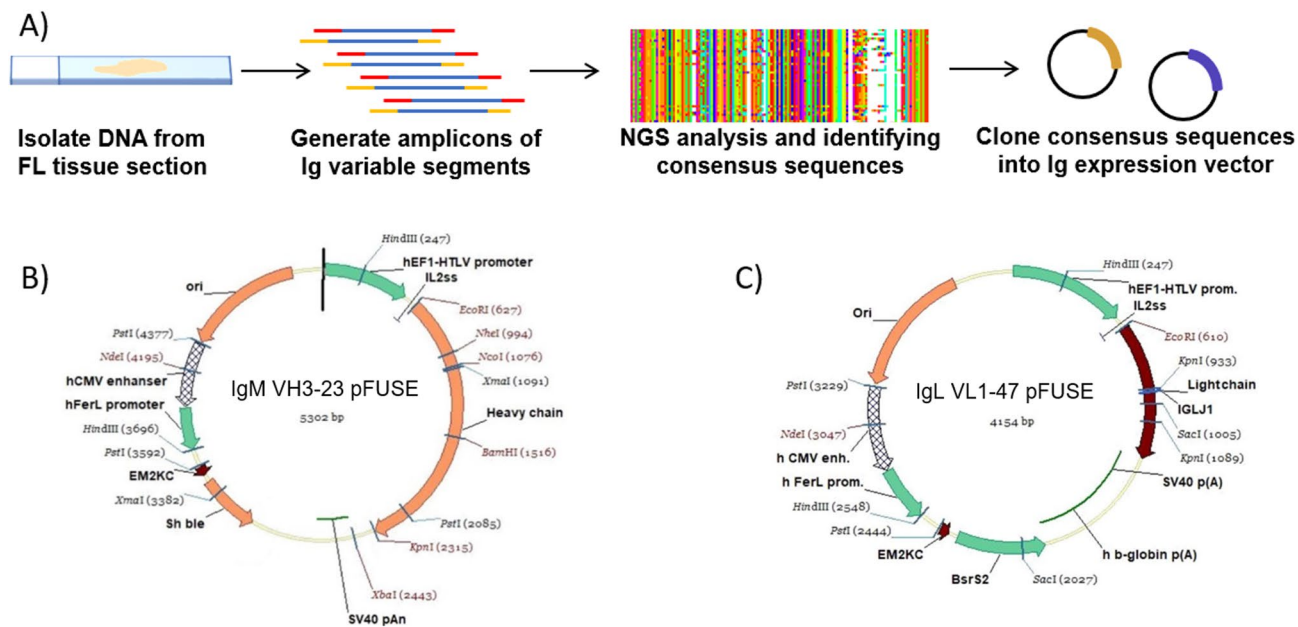 A)
Isolate DNA from
FL tissue section
Generate amplicons of
Ig variable segments
NGS analysis and identifying
consensus sequences
Clone consensus sequences
into Ig expression vector
B)
HindIII (247)
hEF1-HTLV promoter
IL2ss
EcoRI (627)
NheI (994)
NcoI (1076)
XmaI (1091)
Heavy chain
BamHI (1516)
PstI (2085)
KpnI (2315)
XbaI (2443)
SV40 pAn
Sh ble
XmaI (3382)
EM2KC
PstI (3592)
HindIII (3696)
hFerL promoter
hCMV enhanser
NdeI (4195)
PstI (4377)
ori
IgM VH3-23 pFUSE
5302 bp
C)
HindIII (247)
hEF1-HTLV prom.
IL2ss
EcoRI (610)
KpnI (933)
Lightchain
IGLJ1
SacI (1005)
KpnI (1089)
SV40 p(A)
h b-globin p(A)
SacI (2027)
BsrS2
EM2KC
PstI (2444)
HindIII (2548)
h FerL prom.
h CMV enh.
NdeI (3047)
PstI (3229)
Ori
IgL VL1-47 pFUSE
4154 bp